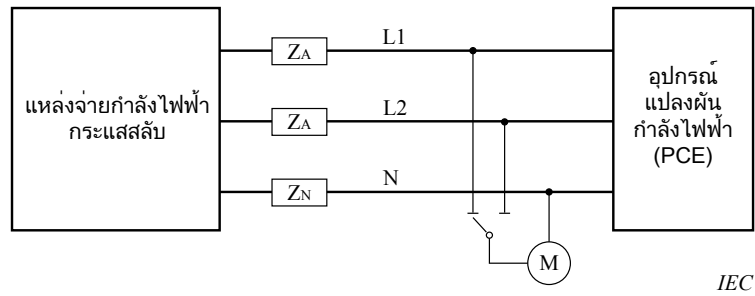 แหล่งจ่ายกำลังไฟฟ้า
กระแสสลับ
ZA
L1
ZA
L2
ZN
N
M
อุปกรณ์
แปลงผัน
กำลังไฟฟ้า
(PCE)
IEC